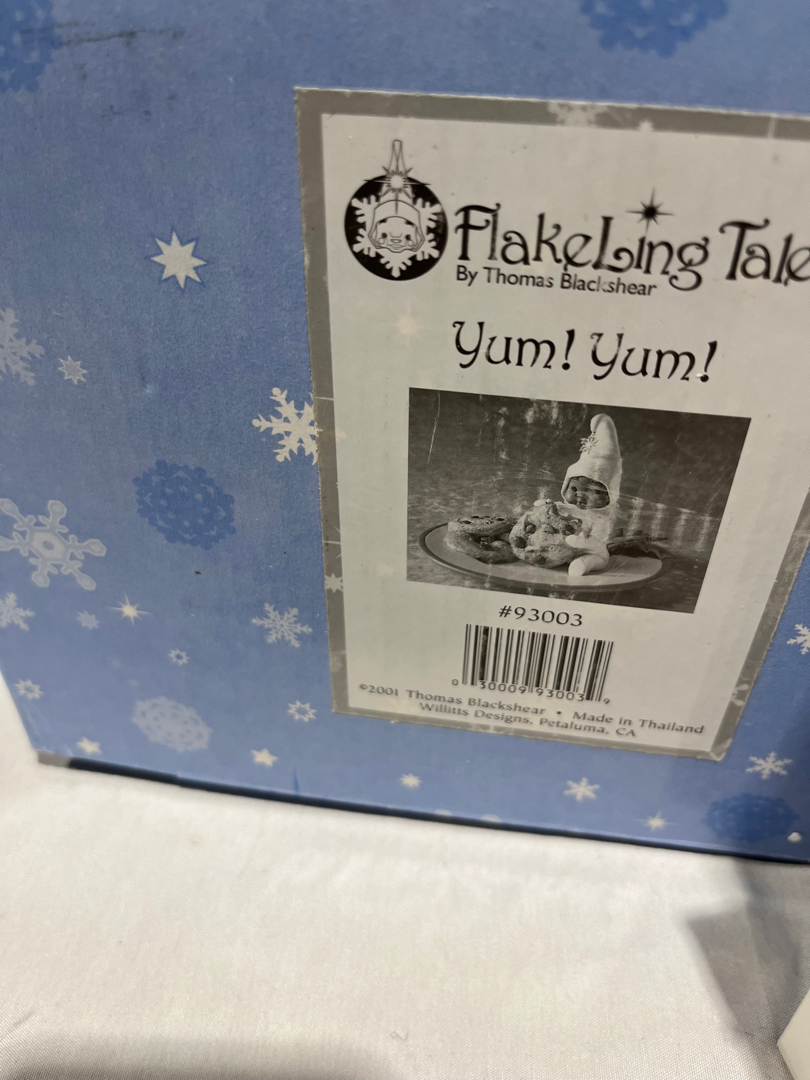 FlakeLing Tale
By Thomas Blackshear
Yum! Yum!
#93003
0 30009 93003 9
©2001 Thomas Blackshear • Made in Thailand
Willitts Designs, Petaluma, CA